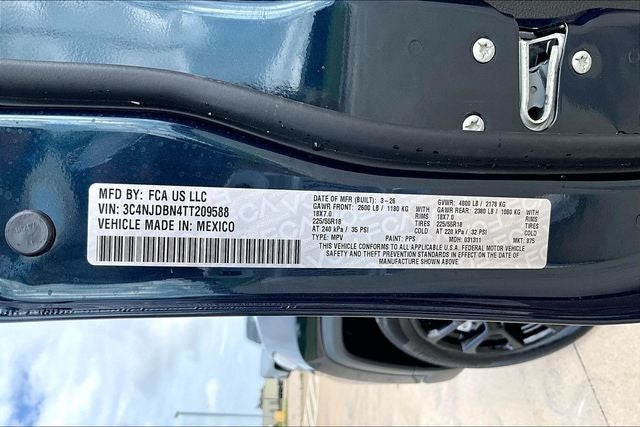 MFD BY: FCA US LLC
VIN: 3C4NJDBN4TT209588
VEHICLE MADE IN: MEXICO
DATE OF MFR (BUILT): 3-26
GAWR FRONT: 2600 LB / 1180 KG WITH
18X7.0 RIMS
225/55R18 TIRES
AT 240 kPa / 35 PSI COLD
TYPE: MPV PAINT: PPS
GVWR: 4800 LB / 2178 KG
GAWR REAR: 2380 LB / 1080 KG WITH
18X7.0 RIMS
225/55R18 TIRES
AT 220 kPa / 32 PSI COLD
MDH: 031311 MKT: 875
THIS VEHICLE CONFORMS TO ALL APPLICABLE U.S.A. FEDERAL MOTOR VEHICLE
SAFETY AND THEFT PREVENTION STANDARDS IN EFFECT ON THE DATE OF
MANUFACTURE SHOWN ABOVE.